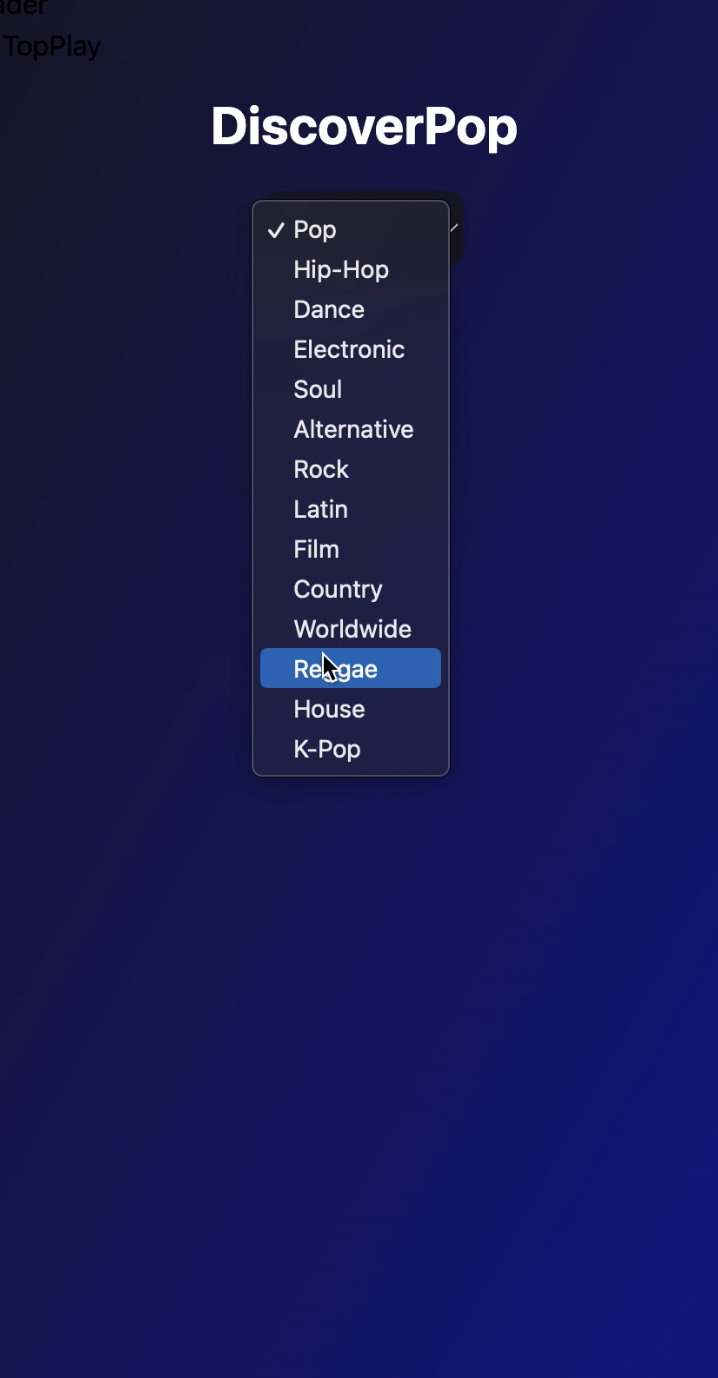 ader
TopPlay
DiscoverPop
✓ Pop
Hip-Hop
Dance
Electronic
Soul
Alternative
Rock
Latin
Film
Country
Worldwide
Reggae
House
K-Pop